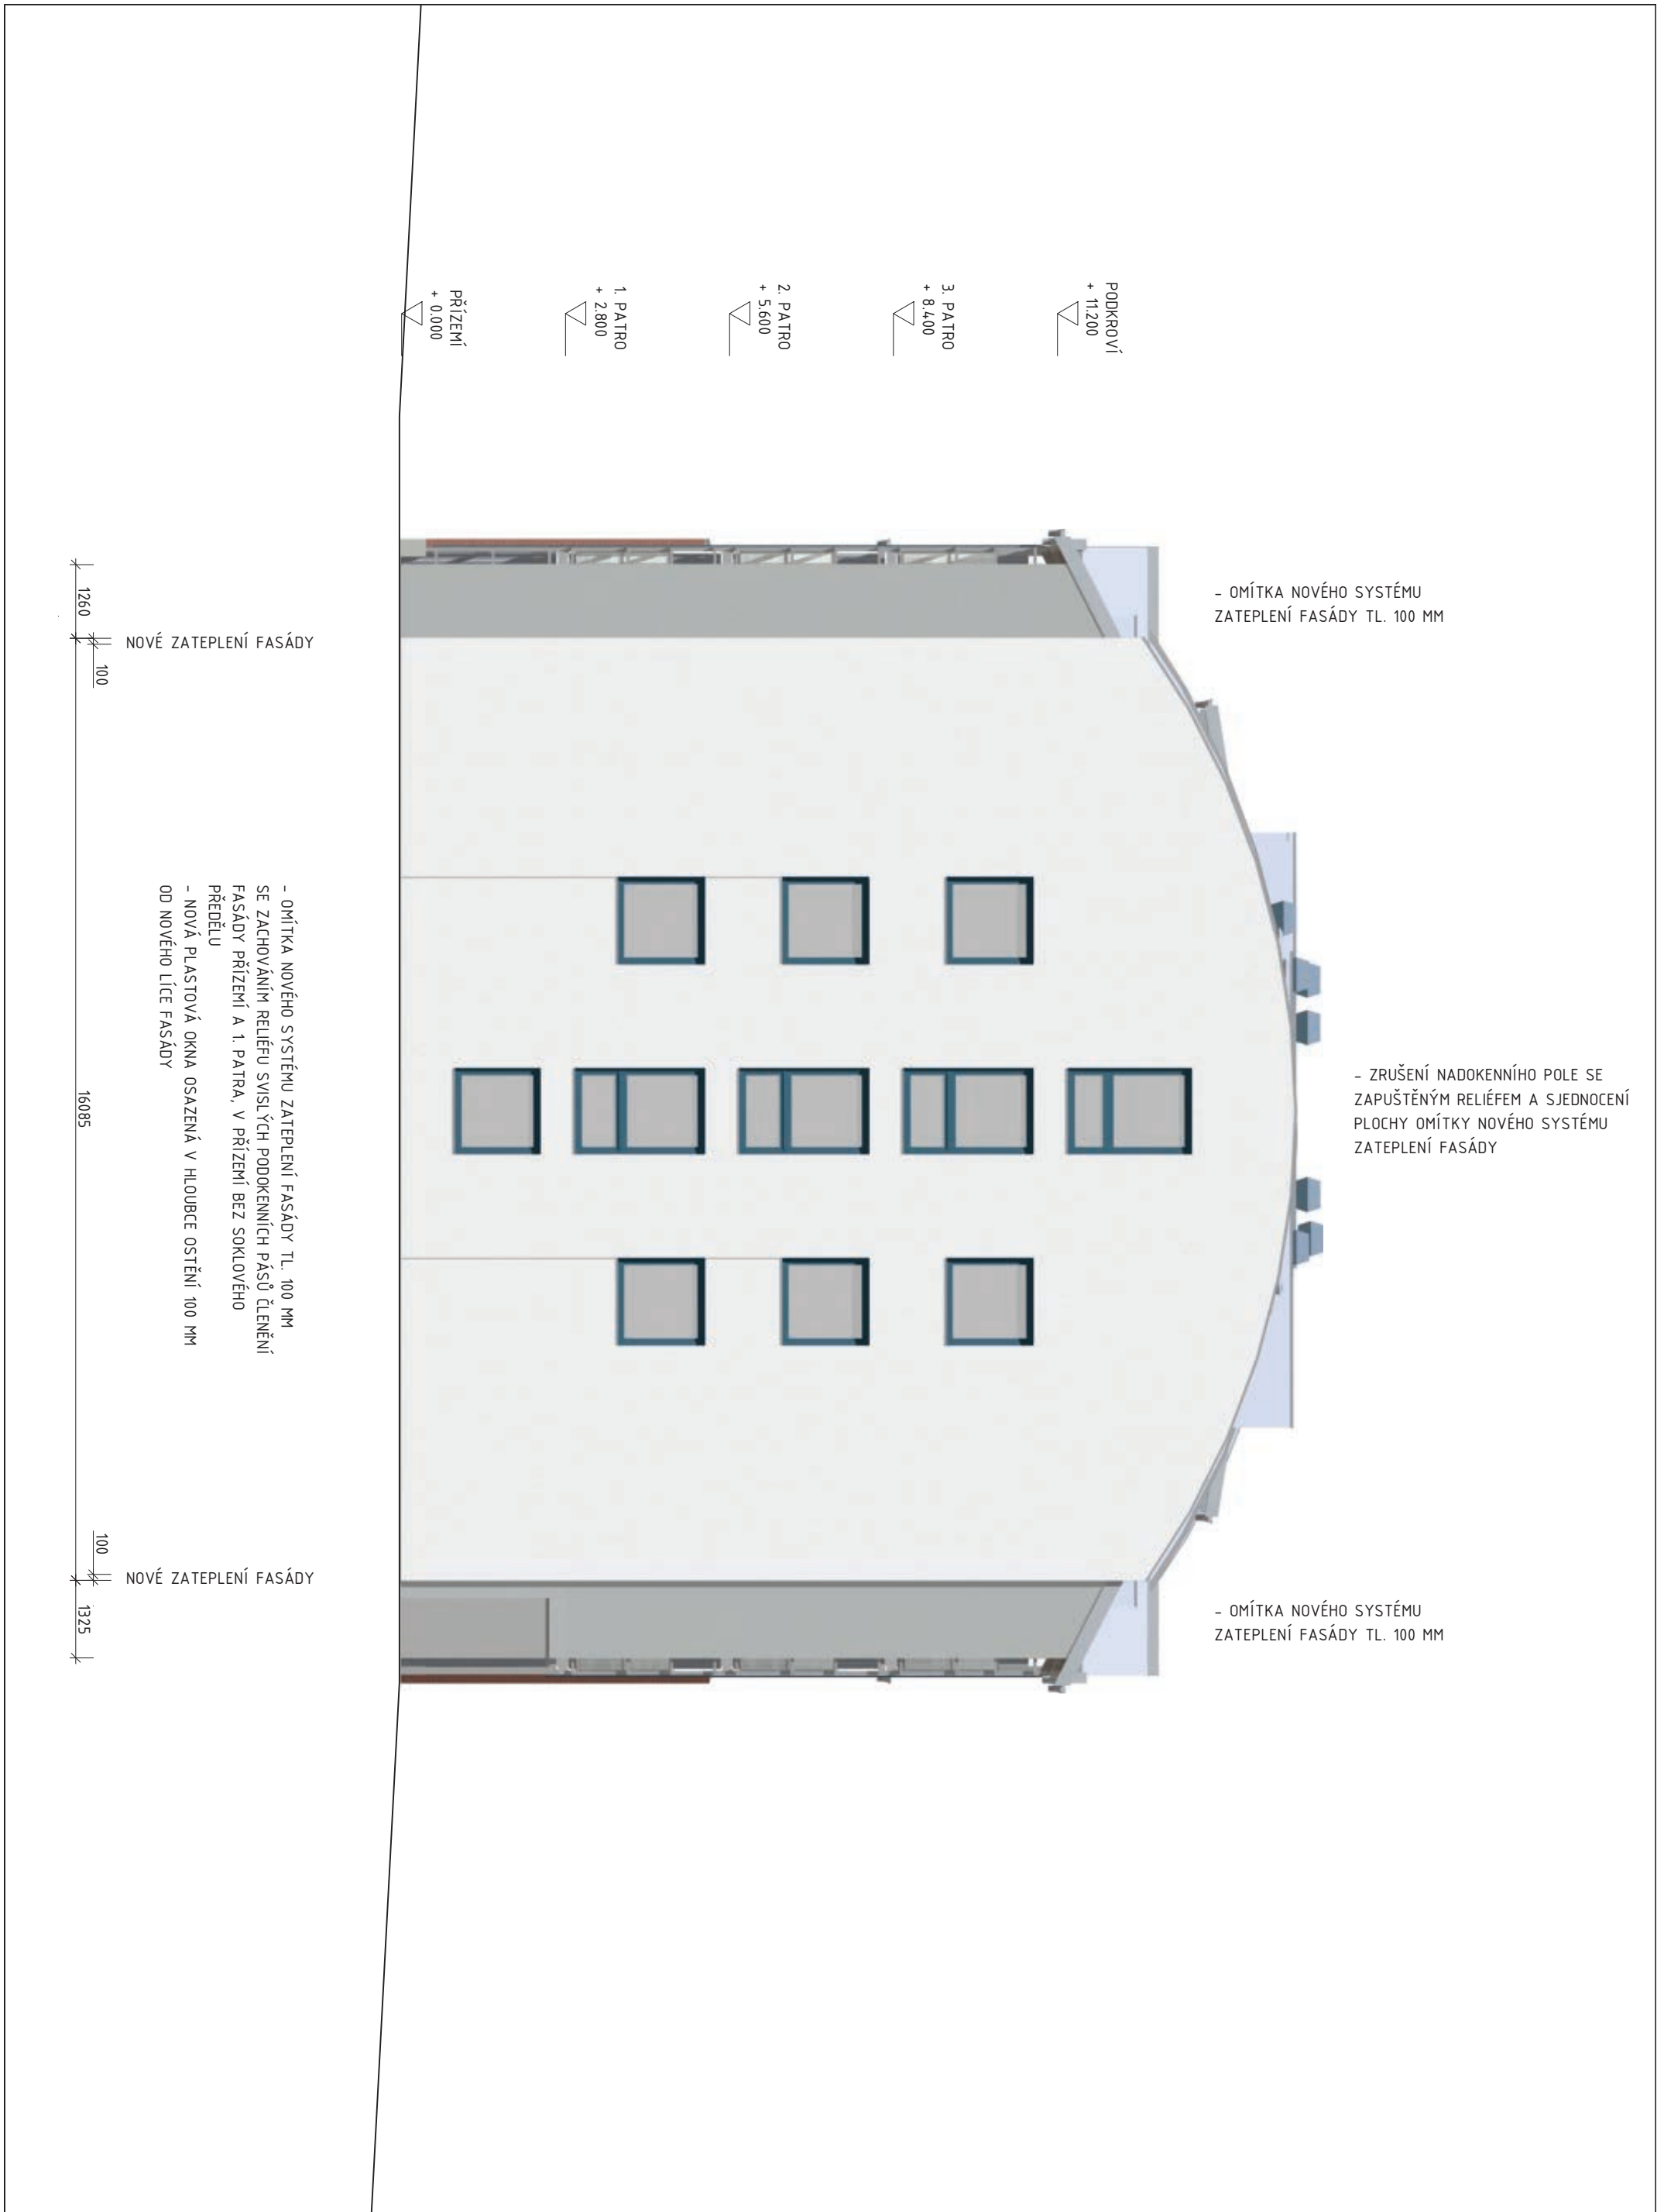 - OMÍTKA NOVÉHO SYSTÉMU
ZATEPLENÍ FASÁDY TL. 100 MM
- ZRUŠENÍ NADOKENNÍHO POLE SE
ZAPUŠTĚNÝM RELIÉFEM A SJEDNOCENÍ
PLOCHY OMÍTKY NOVÉHO SYSTÉMU
ZATEPLENÍ FASÁDY
- OMÍTKA NOVÉHO SYSTÉMU
ZATEPLENÍ FASÁDY TL. 100 MM
PODKROVÍ
+ 11.200
3. PATRO
+ 8.400
2. PATRO
+ 5.600
1. PATRO
+ 2.800
PŘÍZEMÍ
+ 0.000
- OMÍTKA NOVÉHO SYSTÉMU ZATEPLENÍ FASÁDY TL. 100 MM
SE ZACHOVÁNÍM RELIÉFU SVISLÝCH PODOKENNÍCH PÁSŮ ČLENĚNÍ
FASÁDY PŘÍZEMÍ A 1. PATRA, V PŘÍZEMÍ BEZ SOKLOVÉHO
PŘEDĚLU
- NOVÁ PLASTOVÁ OKNA OSAZENÁ V HLOUBCE OSTĚNÍ 100 MM
OD NOVÉHO LÍCE FASÁDY
NOVÉ ZATEPLENÍ FASÁDY
NOVÉ ZATEPLENÍ FASÁDY
100
100
1260
16085
1325